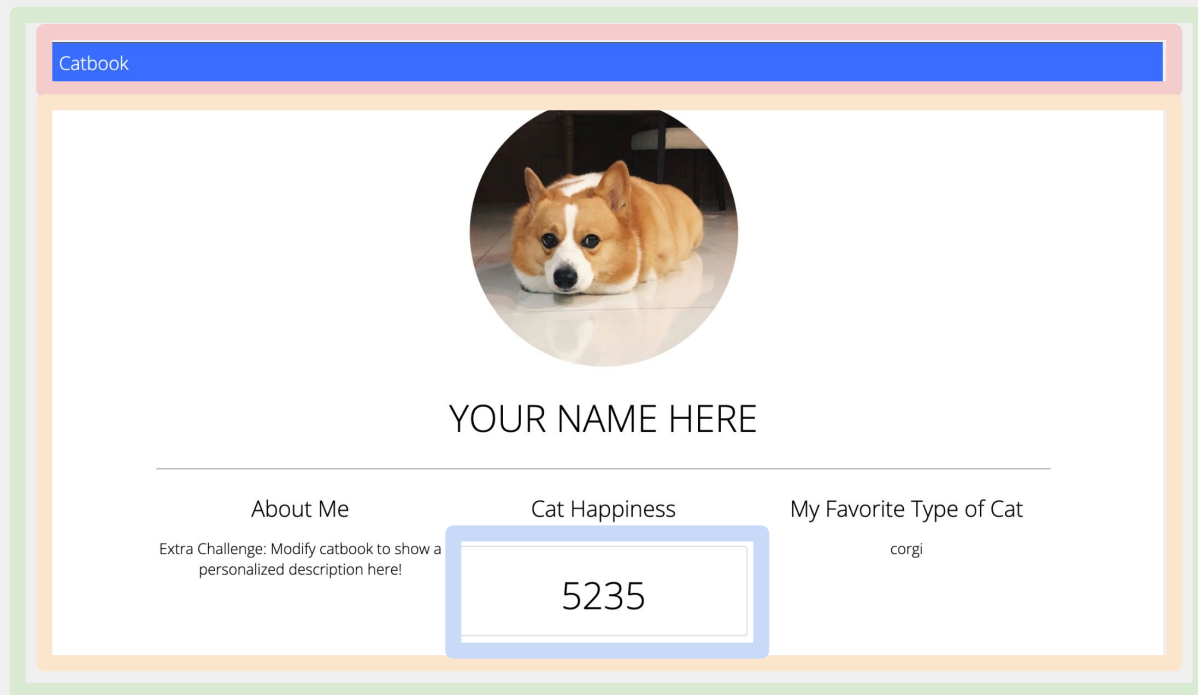 Catbook
YOUR NAME HERE
About Me
Extra Challenge: Modify catbook to show a
personalized description here!
Cat Happiness
5235
My Favorite Type of Cat
corgi